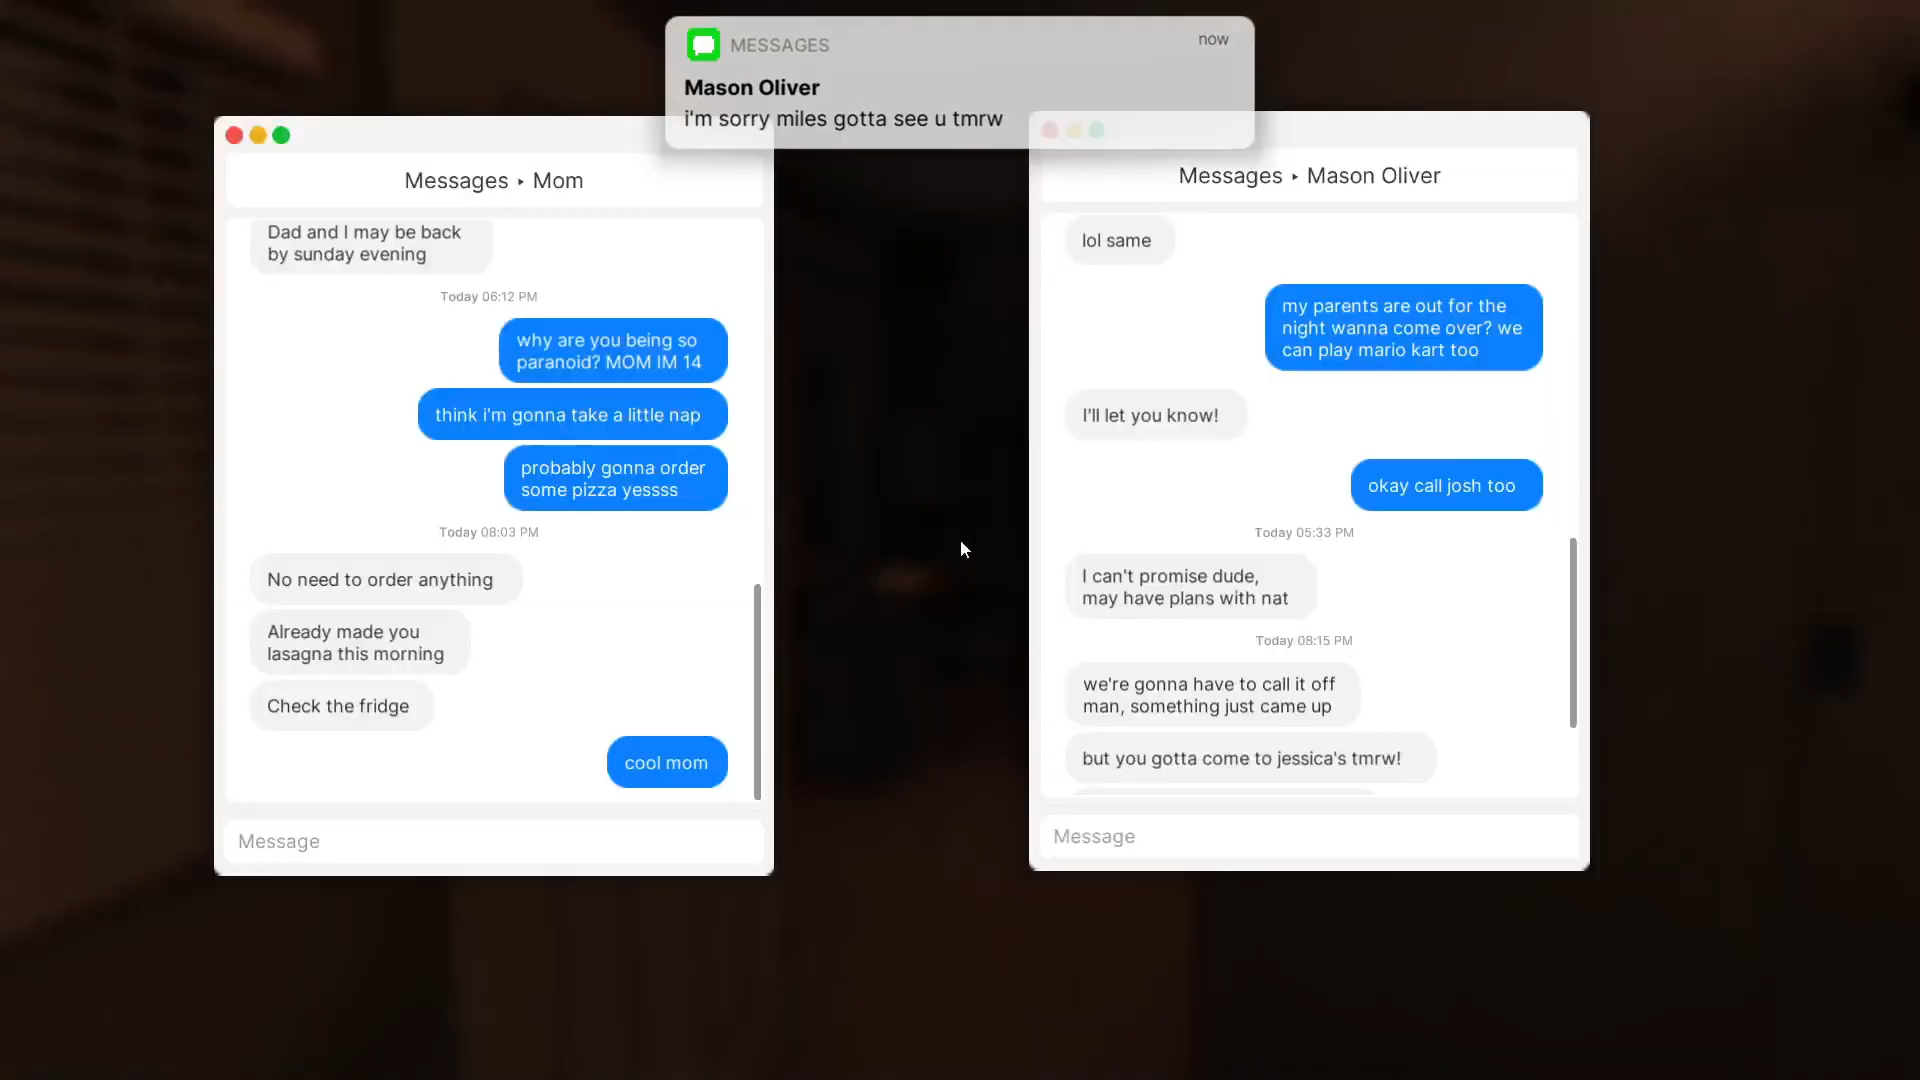 MESSAGES
now
Mason Oliver
i'm sorry miles gotta see u tmrw
Messages ‣ Mom
Dad and I may be back
by sunday evening
Today 06:12 PM
why are you being so
paranoid? MOM IM 14
think i'm gonna take a little nap
probably gonna order
some pizza yessss
Today 08:03 PM
No need to order anything
Already made you
lasagna this morning
Check the fridge
cool mom
Message
Messages ‣ Mason Oliver
lol same
my parents are out for the
night wanna come over? we
can play mario kart too
I'll let you know!
okay call josh too
Today 05:33 PM
I can't promise dude,
may have plans with nat
Today 08:15 PM
we're gonna have to call it off
man, something just came up
but you gotta come to jessica's tmrw!
Message